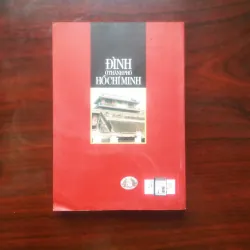 ĐÌNH
Ở THÀNH PHỐ
HỒ CHÍ MINH